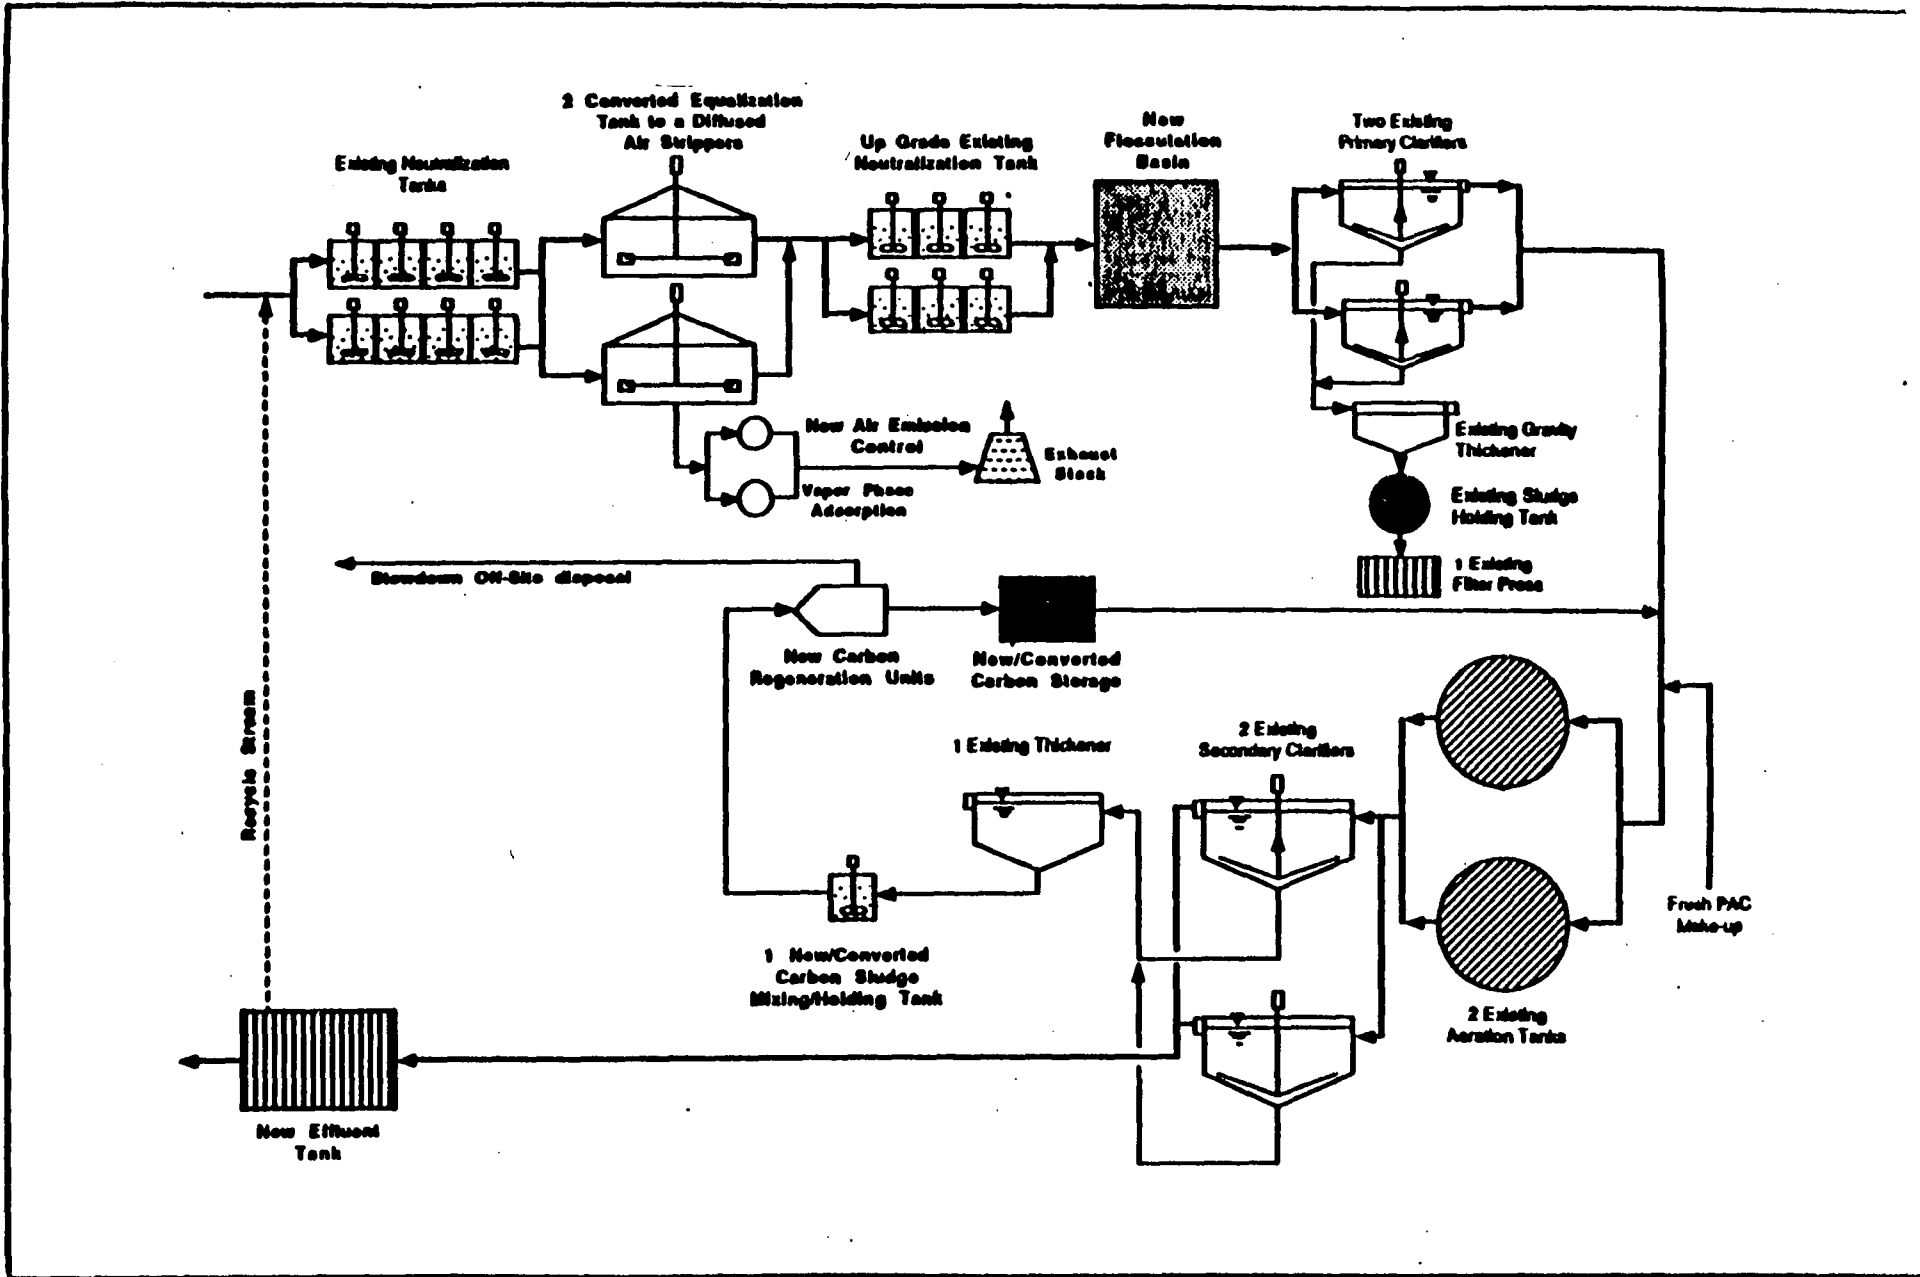 2 Converted Equalization
Tank to a Diffused
Air Strippers
Existing Neutralization
Tanks
Up Grade Existing
Neutralization Tank
New
Flocculation
Basin
Two Existing
Primary Clarifiers
New Air Emission
Control
Vapor Phase
Adsorption
Exhaust
Stack
Existing Gravity
Thickener
Existing Sludge
Holding Tank
1 Existing
Filter Press
Blowdown Off-Site disposal
New Carbon
Regeneration Units
New/Converted
Carbon Storage
Recycle Stream
1 Existing Thickener
2 Existing
Secondary Clarifiers
Fresh PAC
Make-up
1 New/Converted
Carbon Sludge
Mixing/Holding Tank
2 Existing
Aeration Tanks
New Effluent
Tank